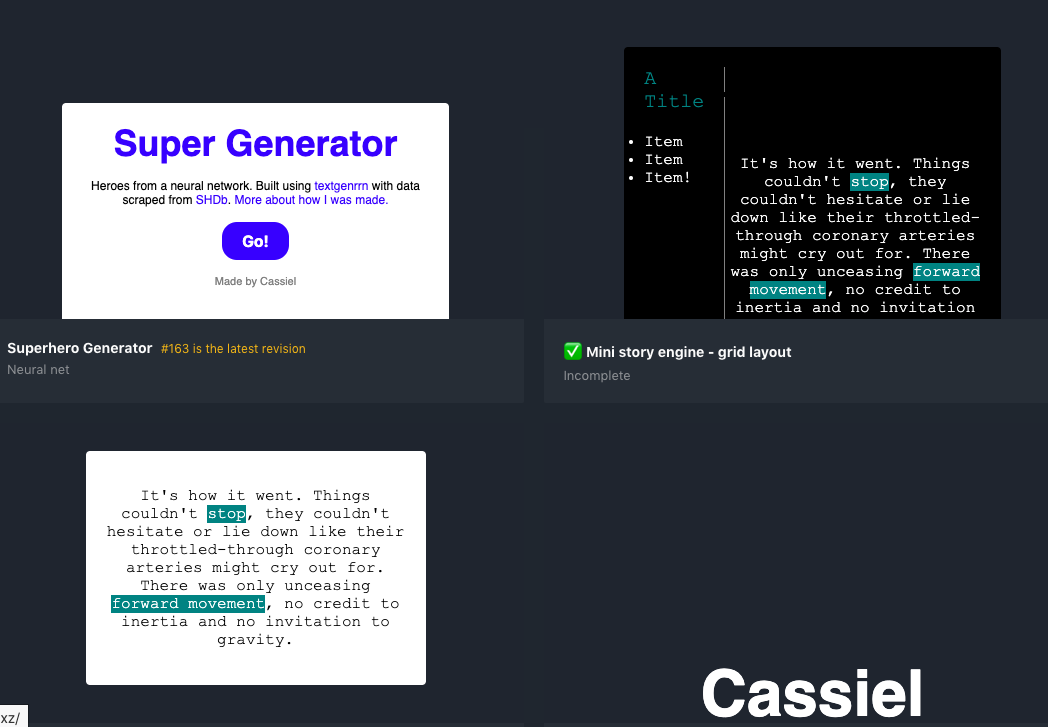 Super Generator
Heroes from a neural network. Built using textgenrrn with data
scraped from SHDb. More about how I was made.
Go!
Made by Cassiel
Superhero Generator #163 is the latest revision
Neural net
A
Title
• Item
• Item
• Item!
It's how it went. Things
couldn't stop, they
couldn't hesitate or lie
down like their throttled-
through coronary arteries
might cry out for. There
was only unceasing forward
movement, no credit to
inertia and no invitation
✅ Mini story engine - grid layout
Incomplete
It's how it went. Things
couldn't stop, they couldn't
hesitate or lie down like their
throttled-through coronary
arteries might cry out for.
There was only unceasing
forward movement, no credit to
inertia and no invitation to
gravity.
Cassiel
xz/